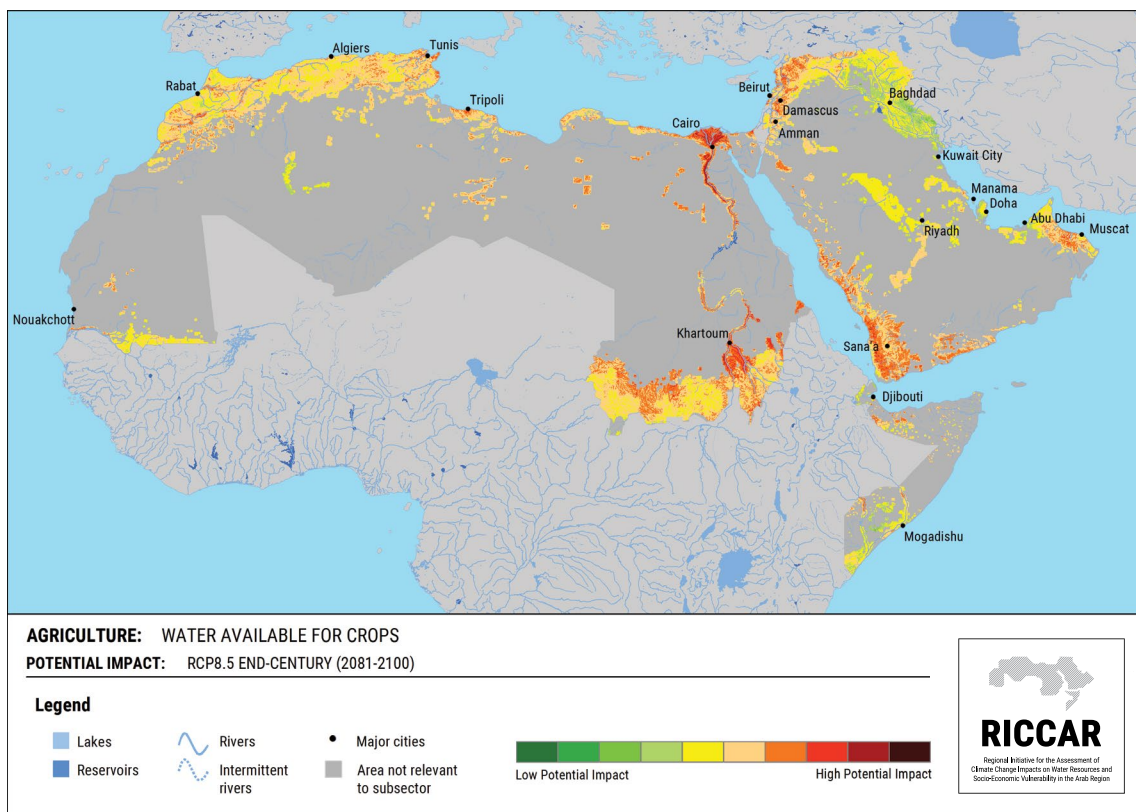 Algiers
Tunis
Rabat
Tripoli
Beirut
Baghdad
Damascus
Cairo
Amman
Kuwait City
Manama
Doha
Abu Dhabi
Riyadh
Muscat
Nouakchott
Khartoum
Sana'a
Djibouti
Mogadishu
AGRICULTURE: WATER AVAILABLE FOR CROPS
POTENTIAL IMPACT: RCP8.5 END-CENTURY (2081-2100)
Legend
Lakes
Reservoirs
Rivers
Intermittent
rivers
Major cities
Area not relevant
to subsector
Low Potential Impact
High Potential Impact
RICCAR
Regional Initiative for the Assessment of
Climate Change Impacts on Water Resources and
Socio-Economic Vulnerability in the Arab Region